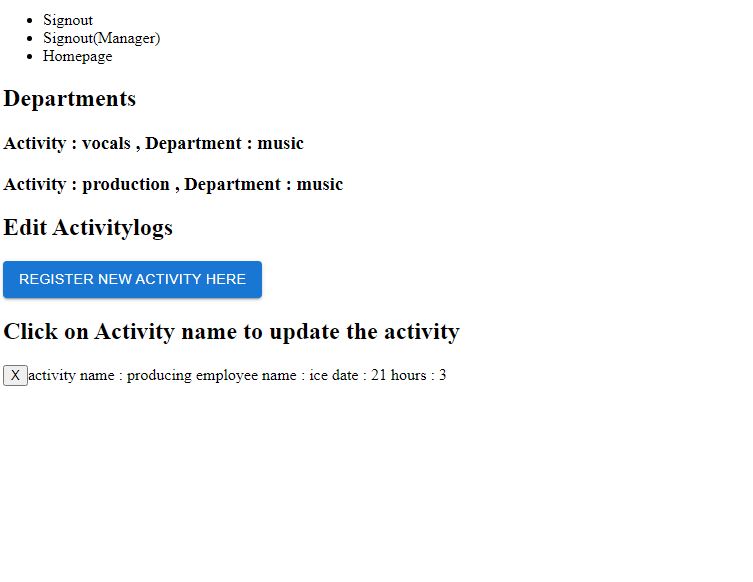 Signout
Signout(Manager)
Homepage
Departments
Activity : vocals , Department : music
Activity : production , Department : music
Edit Activitylogs
REGISTER NEW ACTIVITY HERE
Click on Activity name to update the activity
X activity name : producing employee name : ice date : 21 hours : 3